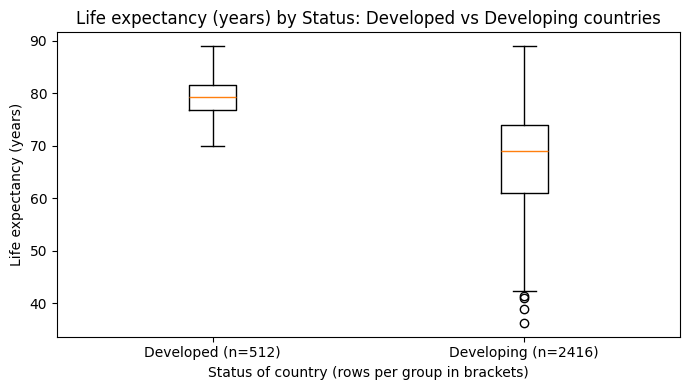 Life expectancy (years) by Status: Developed vs Developing countries
Life expectancy (years)
90
80
70
60
50
40
Developed (n=512)
Developing (n=2416)
Status of country (rows per group in brackets)